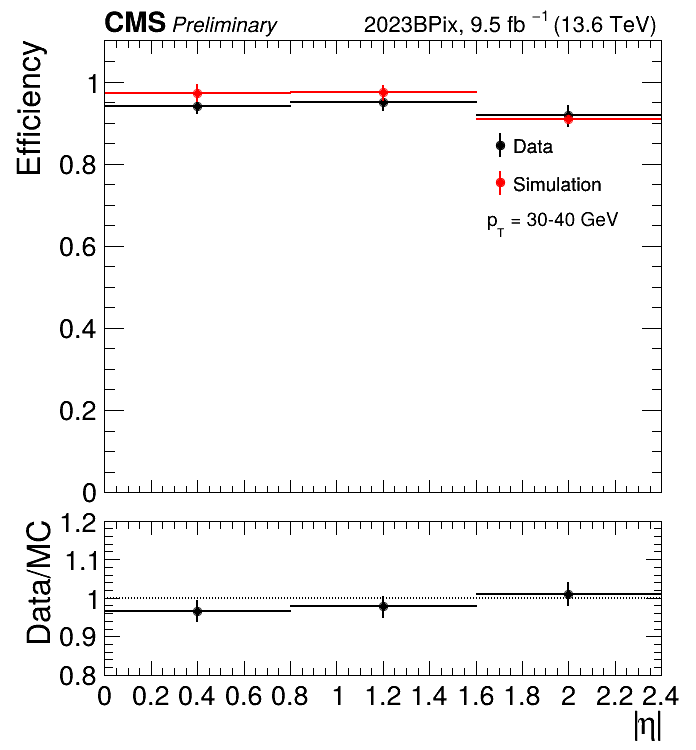 CMS Preliminary 2023BPix, 9.5 fb⁻¹ (13.6 TeV)
Efficiency
1
0.8
0.6
0.4
0.2
0
Data
Simulation
p_T = 30-40 GeV
Data/MC
1.2
1.1
1
0.9
0.8
0 0.2 0.4 0.6 0.8 1 1.2 1.4 1.6 1.8 2 2.2 2.4
|η|